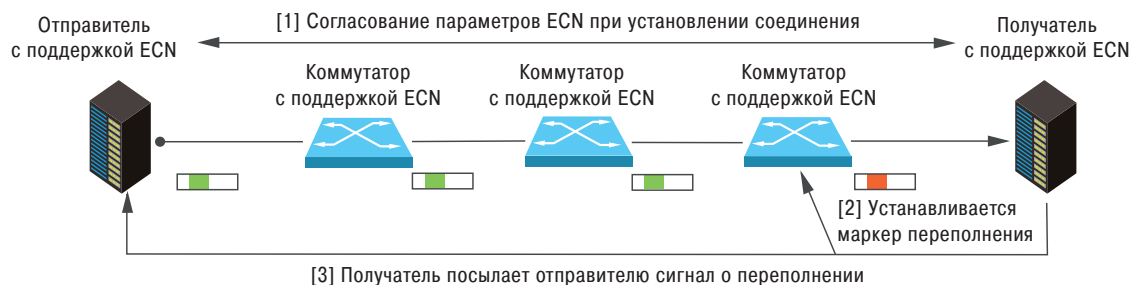 [1] Согласование параметров ECN при установлении соединения
Отправитель
с поддержкой ECN
Получатель
с поддержкой ECN
Коммутатор
с поддержкой ECN
Коммутатор
с поддержкой ECN
Коммутатор
с поддержкой ECN
[2] Устанавливается
маркер переполнения
[3] Получатель посылает отправителю сигнал о переполнении